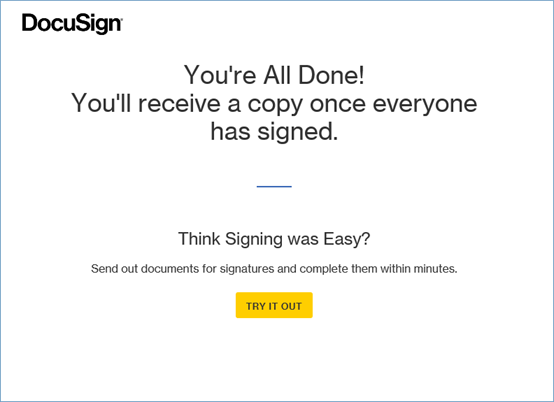 DocuSign
You're All Done!
You'll receive a copy once everyone
has signed.
Think Signing was Easy?
Send out documents for signatures and complete them within minutes.
TRY IT OUT